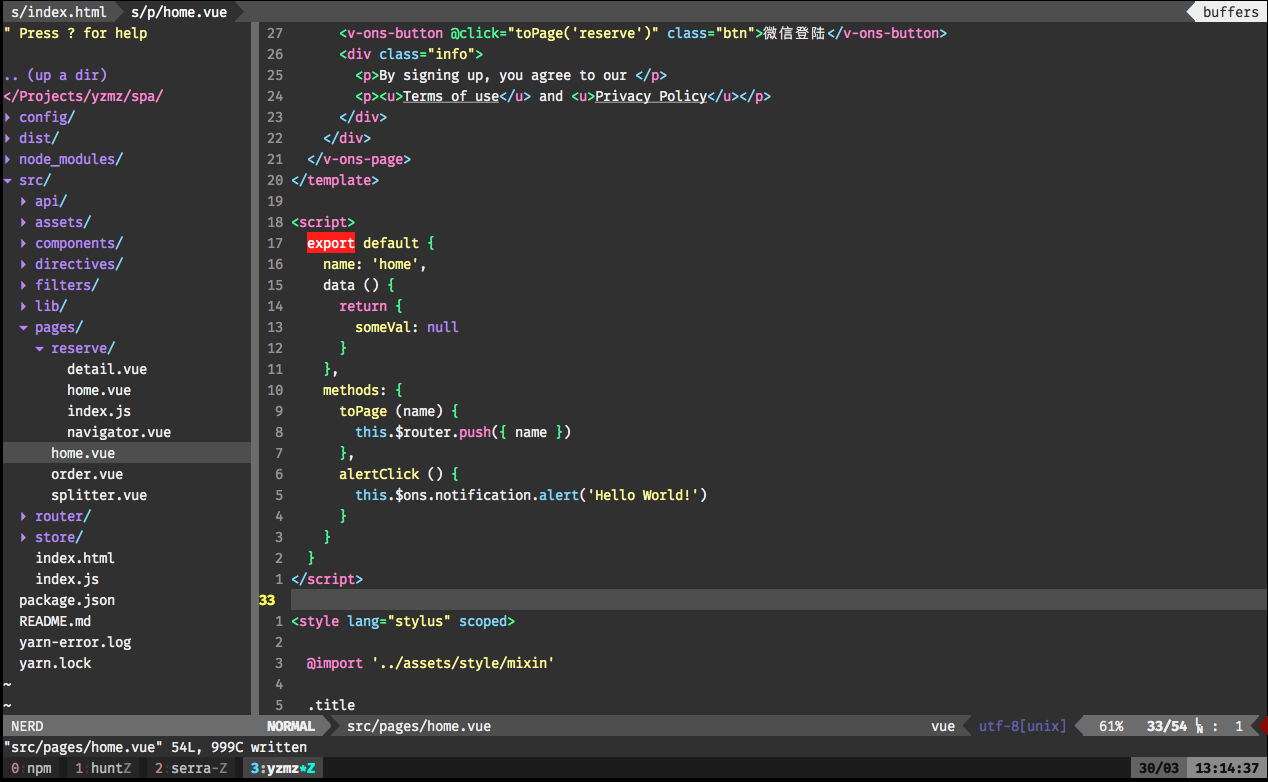 s/index.html s/p/home.vue buffers
" Press ? for help
.. (up a dir)
</Projects/yzmz/spa/
config/
dist/
node_modules/
src/
api/
assets/
components/
directives/
filters/
lib/
pages/
reserve/
detail.vue
home.vue
index.js
navigator.vue
home.vue
order.vue
splitter.vue
router/
store/
index.html
index.js
package.json
README.md
yarn-error.log
yarn.lock
~
~
27 <v-ons-button @click="toPage('reserve')" class="btn">微信登陆</v-ons-button>
26 <div class="info">
25 <p>By signing up, you agree to our </p>
24 <p><u>Terms of use</u> and <u>Privacy Policy</u></p>
23 </div>
22 </div>
21 </v-ons-page>
20 </template>
19
18 <script>
17 export default {
16 name: 'home',
15 data () {
14 return {
13 someVal: null
12 }
11 },
10 methods: {
9 toPage (name) {
8 this.$router.push({ name })
7 },
6 alertClick () {
5 this.$ons.notification.alert('Hello World!')
4 }
3 }
2 }
1 </script>
33
1 <style lang="stylus" scoped>
2
3 @import '../assets/style/mixin'
4
5 .title
NERD NORMAL src/pages/home.vue vue utf-8[unix] 61% 33/54 : 1
"src/pages/home.vue" 54L, 999C written
0:npm 1:huntZ 2:serra-Z 3:yzmz*Z 30/03 13:14:37